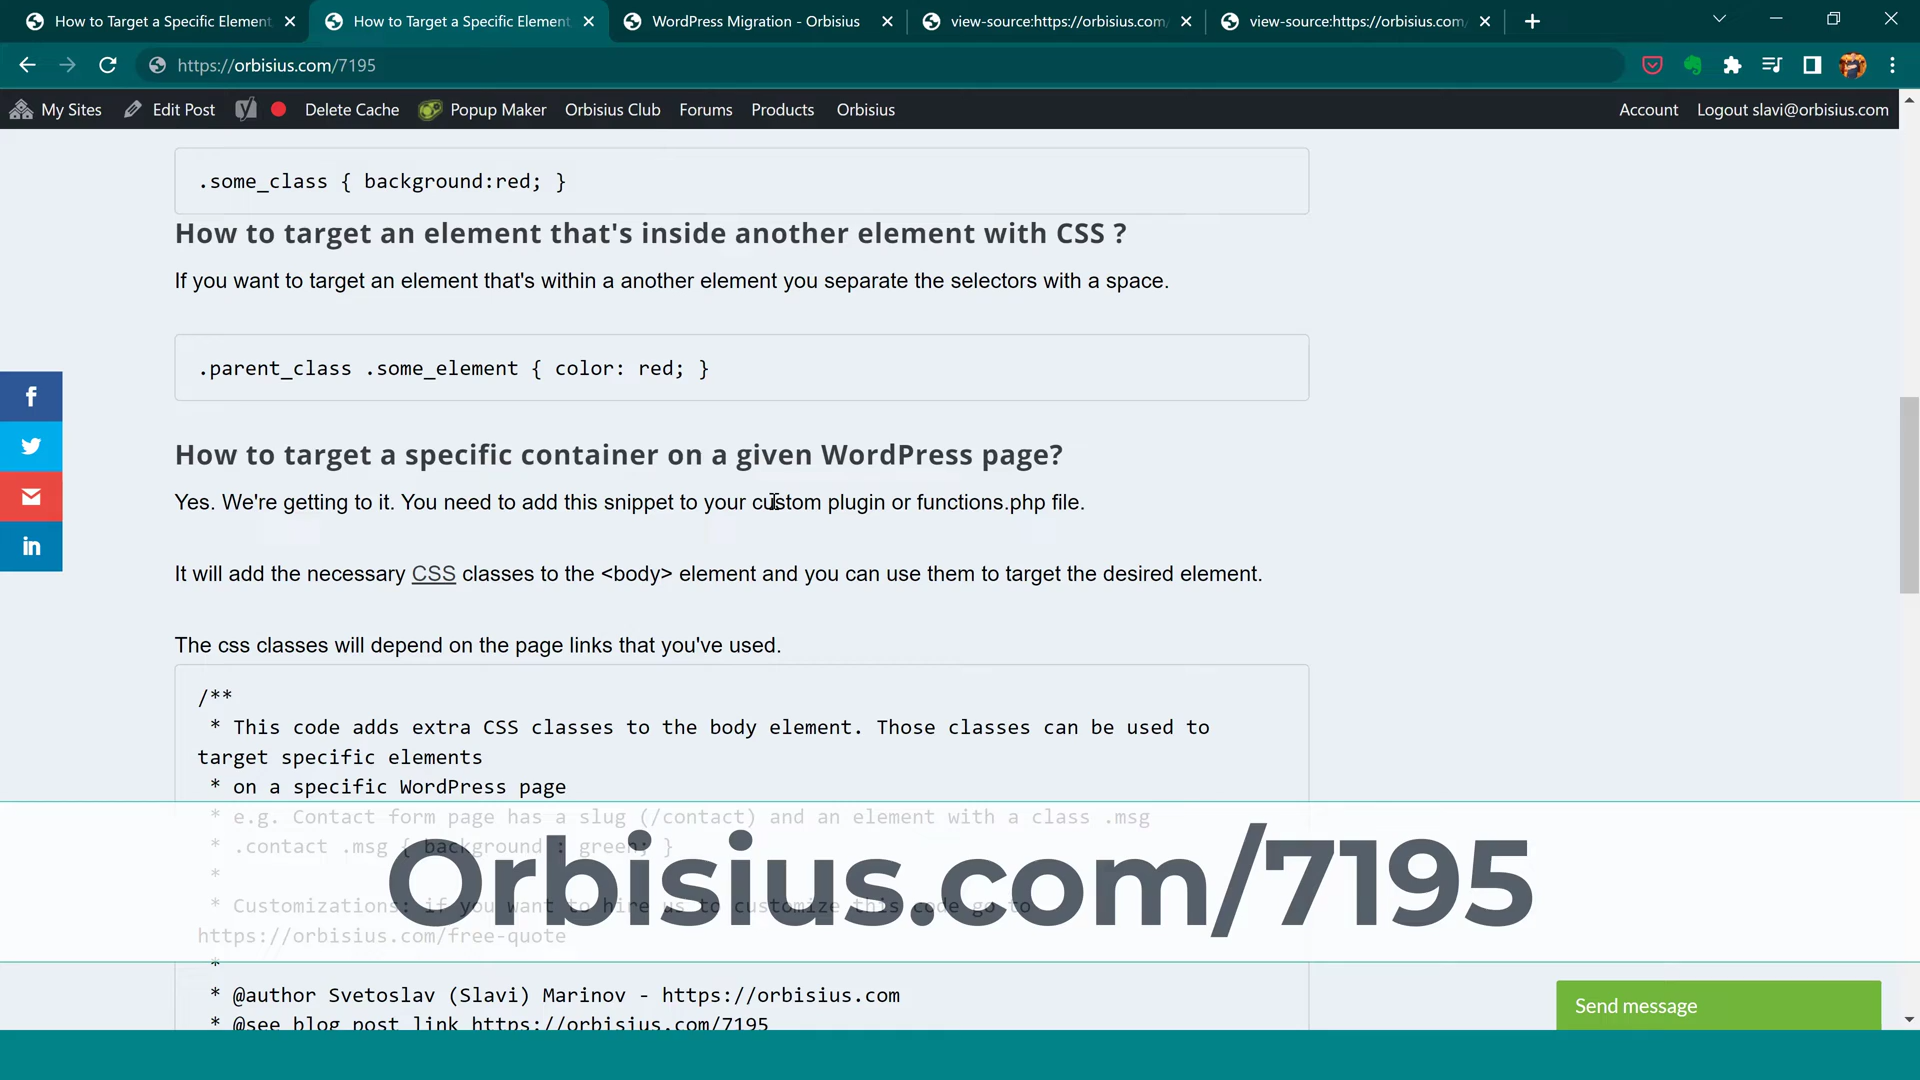 How to Target a Specific Element
How to Target a Specific Element
WordPress Migration - Orbisius
view-source:https://orbisius.com/
view-source:https://orbisius.com/
https://orbisius.com/7195
My Sites
Edit Post
Delete Cache
Popup Maker
Orbisius Club
Forums
Products
Orbisius
Account
Logout slavi@orbisius.com
.some_class { background:red; }
How to target an element that's inside another element with CSS ?
If you want to target an element that's within a another element you separate the selectors with a space.
.parent_class .some_element { color: red; }
How to target a specific container on a given WordPress page?
Yes. We're getting to it. You need to add this snippet to your custom plugin or functions.php file.
It will add the necessary CSS classes to the <body> element and you can use them to target the desired element.
The css classes will depend on the page links that you've used.
/**
* This code adds extra CSS classes to the body element. Those classes can be used to
target specific elements
* on a specific WordPress page
* e.g. Contact form page has a slug (/contact) and an element with a class .msg
* .contact .msg { background : green; }
*
Orbisius.com/7195
* Customizations: if you want to hire us to customize this code go to
https://orbisius.com/free-quote
*
* @author Svetoslav (Slavi) Marinov - https://orbisius.com
* @see blog post link https://orbisius.com/7195
Send message